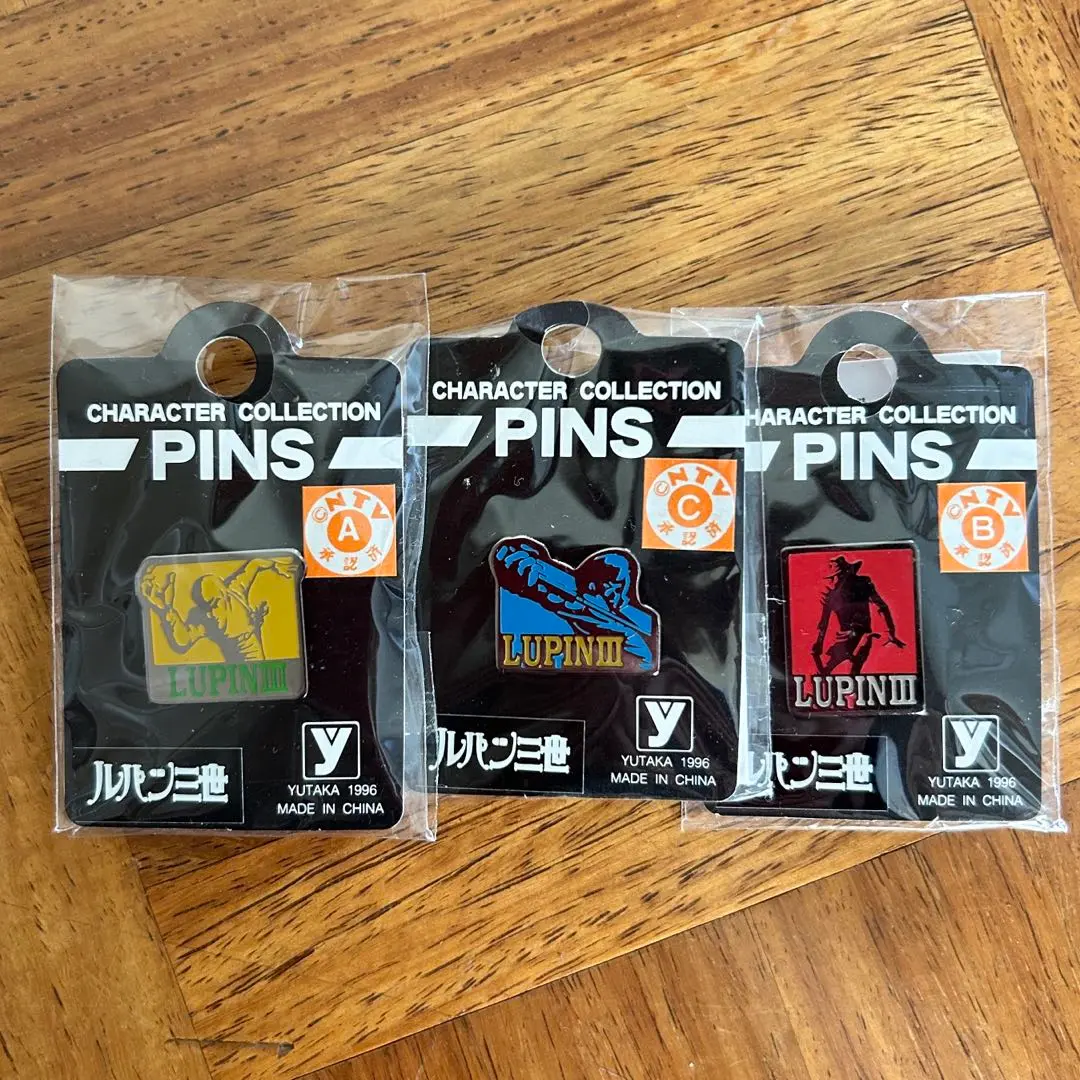 CHARACTER COLLECTION
PINS
©NTV
A
承認済
LUPIN III
ルパン三世
Y
YUTAKA 1996
MADE IN CHINA
CHARACTER COLLECTION
PINS
©NTV
C
承認済
LUPIN III
ルパン三世
Y
YUTAKA 1996
MADE IN CHINA
HARACTER COLLECTION
PINS
©NTV
B
承認済
LUPIN III
ルパン三世
Y
YUTAKA 1996
MADE IN CHINA